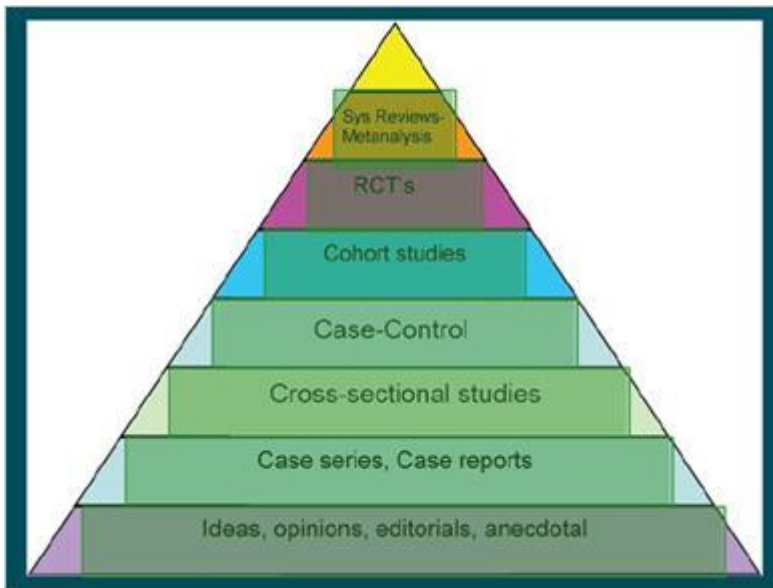 Sys Reviews-
Metanalysis
RCT's
Cohort studies
Case-Control
Cross-sectional studies
Case series, Case reports
Ideas, opinions, editorials, anecdotal